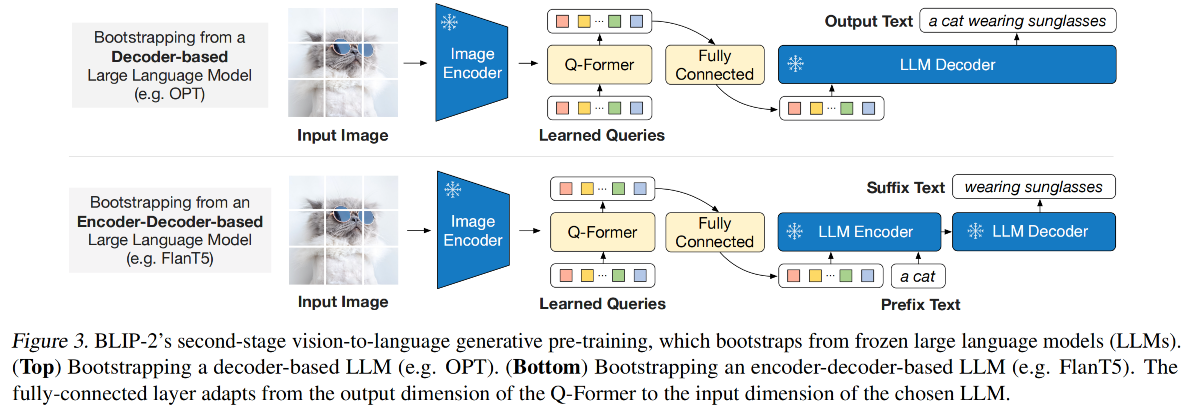 Bootstrapping from a
Decoder-based
Large Language Model
(e.g. OPT)
Input Image
Image
Encoder
...
Q-Former
...
Learned Queries
Fully
Connected
Output Text
a cat wearing sunglasses
LLM Decoder
...
Bootstrapping from an
Encoder-Decoder-based
Large Language Model
(e.g. FlanT5)
Input Image
Image
Encoder
...
Q-Former
...
Learned Queries
Fully
Connected
Suffix Text
wearing sunglasses
LLM Encoder
LLM Decoder
...
a cat
Prefix Text
Figure 3. BLIP-2’s second-stage vision-to-language generative pre-training, which bootstraps from frozen large language models (LLMs).
(Top) Bootstrapping a decoder-based LLM (e.g. OPT). (Bottom) Bootstrapping an encoder-decoder-based LLM (e.g. FlanT5). The
fully-connected layer adapts from the output dimension of the Q-Former to the input dimension of the chosen LLM.